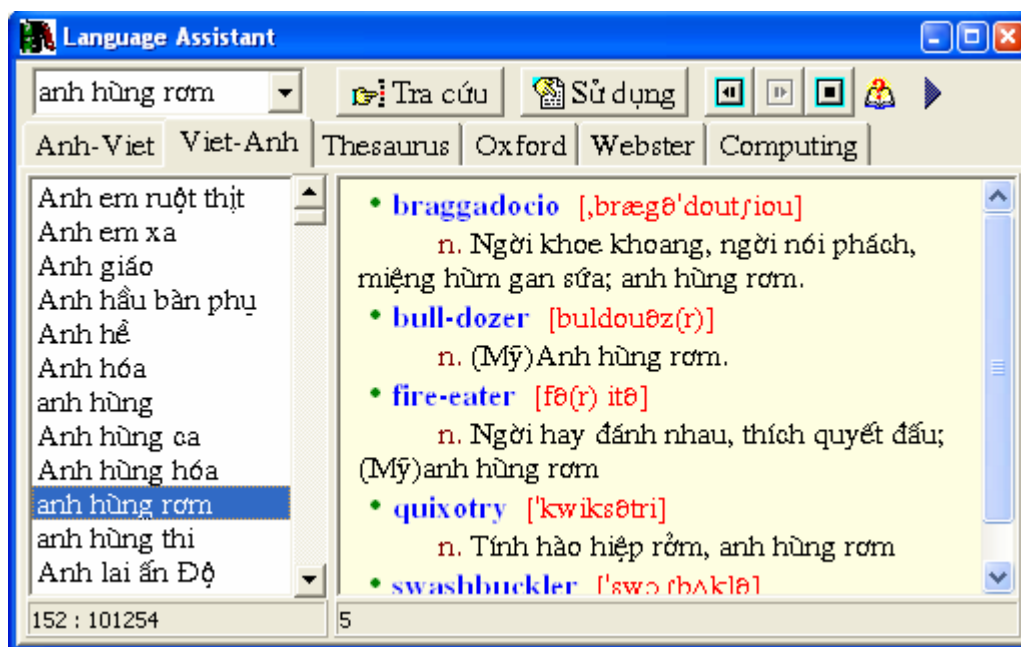 Language Assistant
anh hùng rơm
Tra cứu
Sử dụng
Anh-Viet
Viet-Anh
Thesaurus
Oxford
Webster
Computing
Anh em ruột thịt
Anh em xa
Anh giáo
Anh hầu bàn phụ
Anh hề
Anh hóa
anh hùng
Anh hùng ca
Anh hùng hóa
anh hùng rơm
anh hùng thi
Anh lai ấn Độ
• braggadocio [,brægə'doutʃiou]
n. Ngời khoe khoang, ngời nói phách,
miệng hùm gan sứa; anh hùng rơm.
• bull-dozer [buldouəz(r)]
n. (Mỹ)Anh hùng rơm.
• fire-eater [fə(r) itə]
n. Ngời hay đánh nhau, thích quyết đấu;
(Mỹ)anh hùng rơm
• quixotry ['kwiksətri]
n. Tính hào hiệp rởm, anh hùng rơm
• swashbuckler ['swɔʃbʌklə]
152 : 101254
5